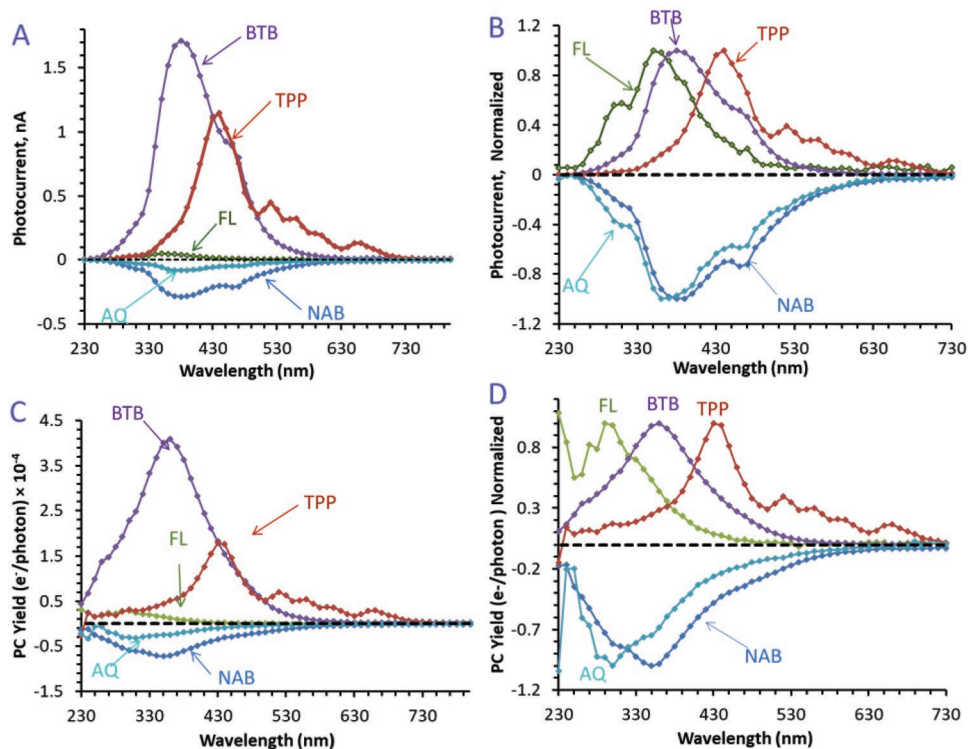 A
BTB
TPP
FL
AQ
NAB
Photocurrent, nA
1.5
1
0.5
0
-0.5
230 330 430 530 630 730
Wavelength (nm)
B
BTB
TPP
FL
AQ
NAB
Photocurrent, Normalized
1.2
0.8
0.4
0
-0.4
-0.8
-1.2
230 330 430 530 630 730
Wavelength (nm)
C
BTB
TPP
FL
AQ
NAB
PC Yield (e⁻/photon) × 10⁻⁴
4.5
3.5
2.5
1.5
0.5
-0.5
-1.5
230 330 430 530 630 730
Wavelength (nm)
D
FL
BTB
TPP
AQ
NAB
PC Yield (e-/photon ) Normalized
0.8
0.3
-0.2
-0.7
-1.2
230 330 430 530 630 730
Wavelength (nm)